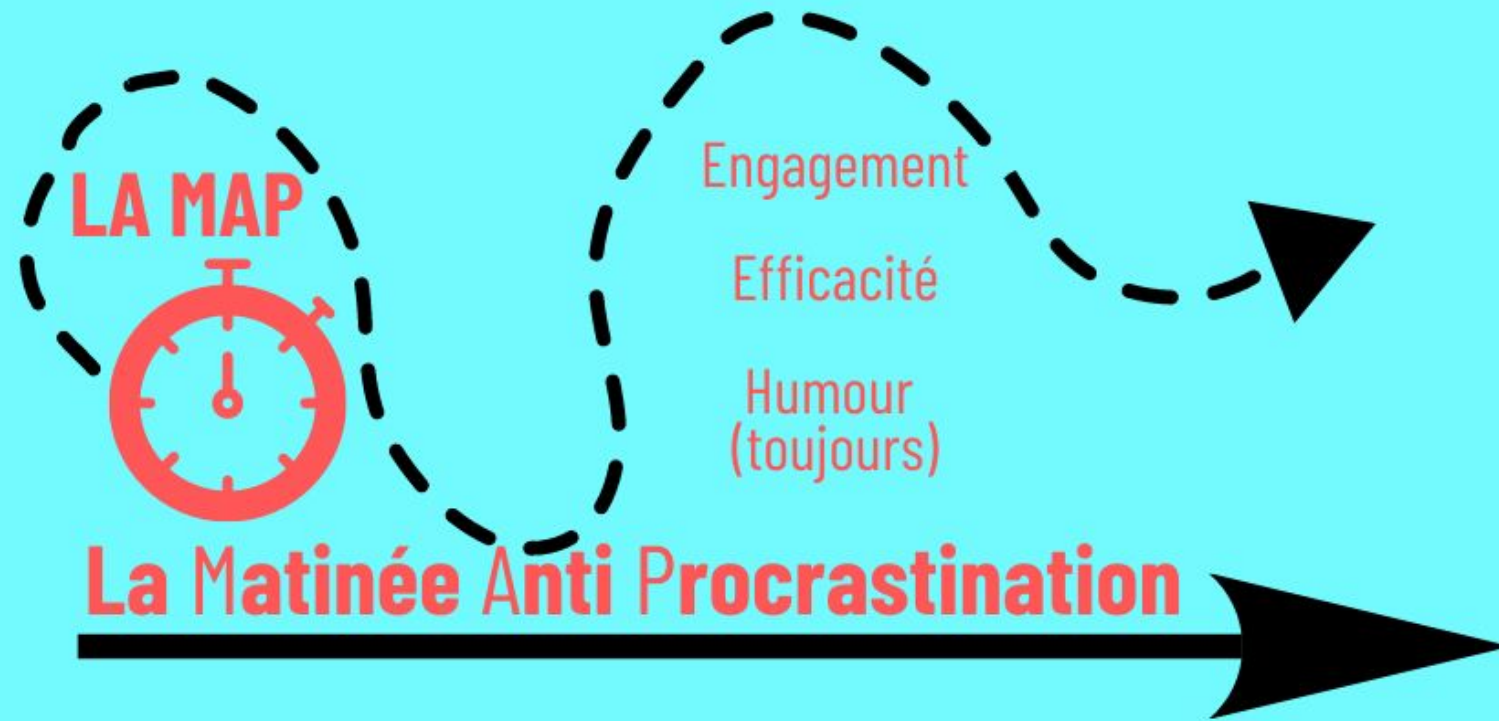 LA MAP
Engagement
Efficacité
Humour
(toujours)
La Matinée Anti Procrastination